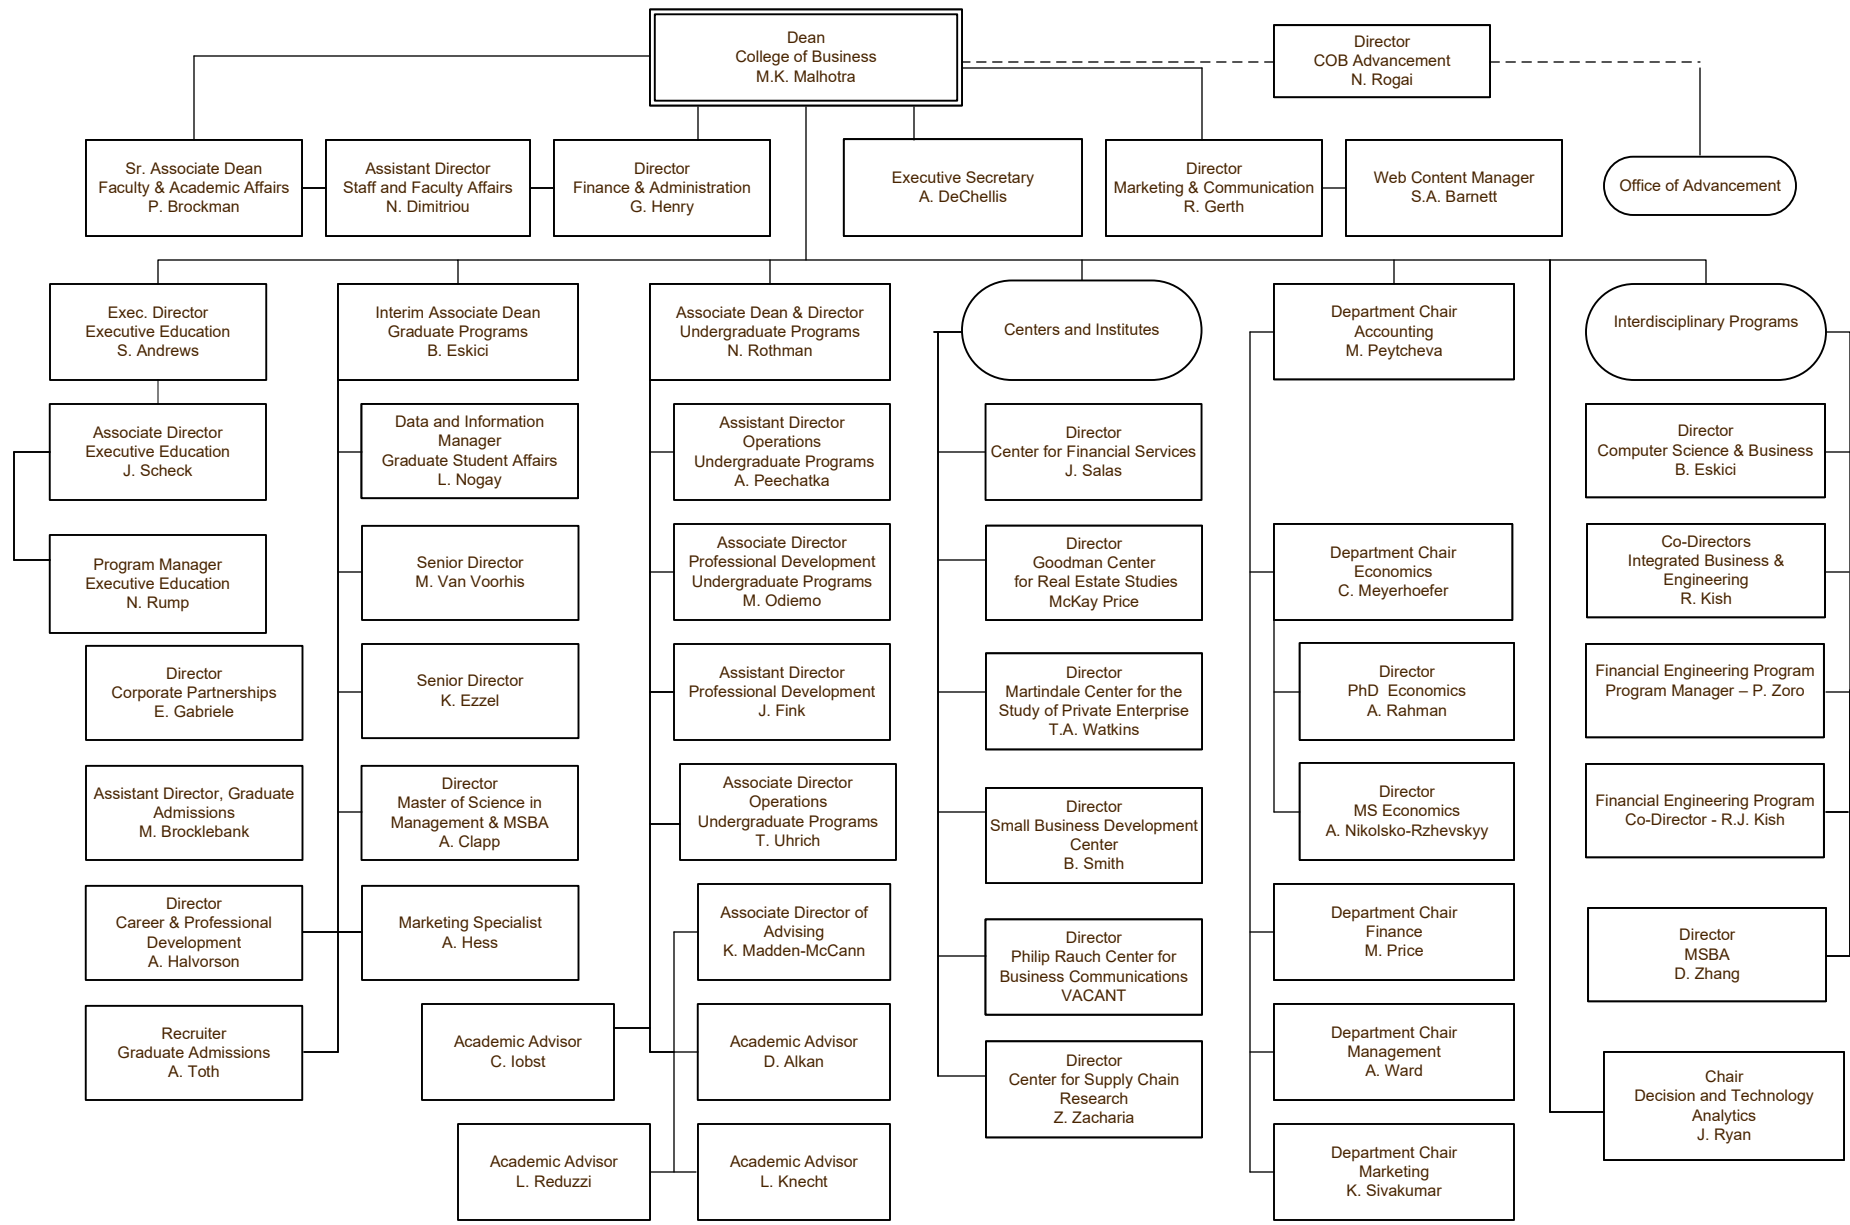 Dean
College of Business
M.K. Malhotra
Director
COB Advancement
N. Rogai
Sr. Associate Dean
Faculty & Academic Affairs
P. Brockman
Assistant Director
Staff and Faculty Affairs
N. Dimitriou
Director
Finance & Administration
G. Henry
Executive Secretary
A. DeChellis
Director
Marketing & Communication
R. Gerth
Web Content Manager
S.A. Barnett
Office of Advancement
Exec. Director
Executive Education
S. Andrews
Interim Associate Dean
Graduate Programs
B. Eskici
Associate Dean & Director
Undergraduate Programs
N. Rothman
Centers and Institutes
Department Chair
Accounting
M. Peytcheva
Interdisciplinary Programs
Associate Director
Executive Education
J. Scheck
Data and Information
Manager
Graduate Student Affairs
L. Nogay
Assistant Director
Operations
Undergraduate Programs
A. Peechatka
Director
Center for Financial Services
J. Salas
Director
Computer Science & Business
B. Eskici
Program Manager
Executive Education
N. Rump
Senior Director
M. Van Voorhis
Associate Director
Professional Development
Undergraduate Programs
M. Odiemo
Director
Goodman Center
for Real Estate Studies
McKay Price
Department Chair
Economics
C. Meyerhoefer
Co-Directors
Integrated Business &
Engineering
R. Kish
Director
Corporate Partnerships
E. Gabriele
Senior Director
K. Ezzel
Assistant Director
Professional Development
J. Fink
Director
Martindale Center for the
Study of Private Enterprise
T.A. Watkins
Director
PhD  Economics
A. Rahman
Financial Engineering Program
Program Manager – P. Zoro
Assistant Director, Graduate
Admissions
M. Brocklebank
Director
Master of Science in
Management & MSBA
A. Clapp
Associate Director
Operations
Undergraduate Programs
T. Uhrich
Director
Small Business Development
Center
B. Smith
Director
MS Economics
A. Nikolsko-Rzhevskyy
Financial Engineering Program
Co-Director - R.J. Kish
Director
Career & Professional
Development
A. Halvorson
Marketing Specialist
A. Hess
Associate Director of
Advising
K. Madden-McCann
Director
Philip Rauch Center for
Business Communications
VACANT
Department Chair
Finance
M. Price
Director
MSBA
D. Zhang
Recruiter
Graduate Admissions
A. Toth
Academic Advisor
C. Iobst
Academic Advisor
D. Alkan
Director
Center for Supply Chain
Research
Z. Zacharia
Department Chair
Management
A. Ward
Chair
Decision and Technology
Analytics
J. Ryan
Academic Advisor
L. Reduzzi
Academic Advisor
L. Knecht
Department Chair
Marketing
K. Sivakumar